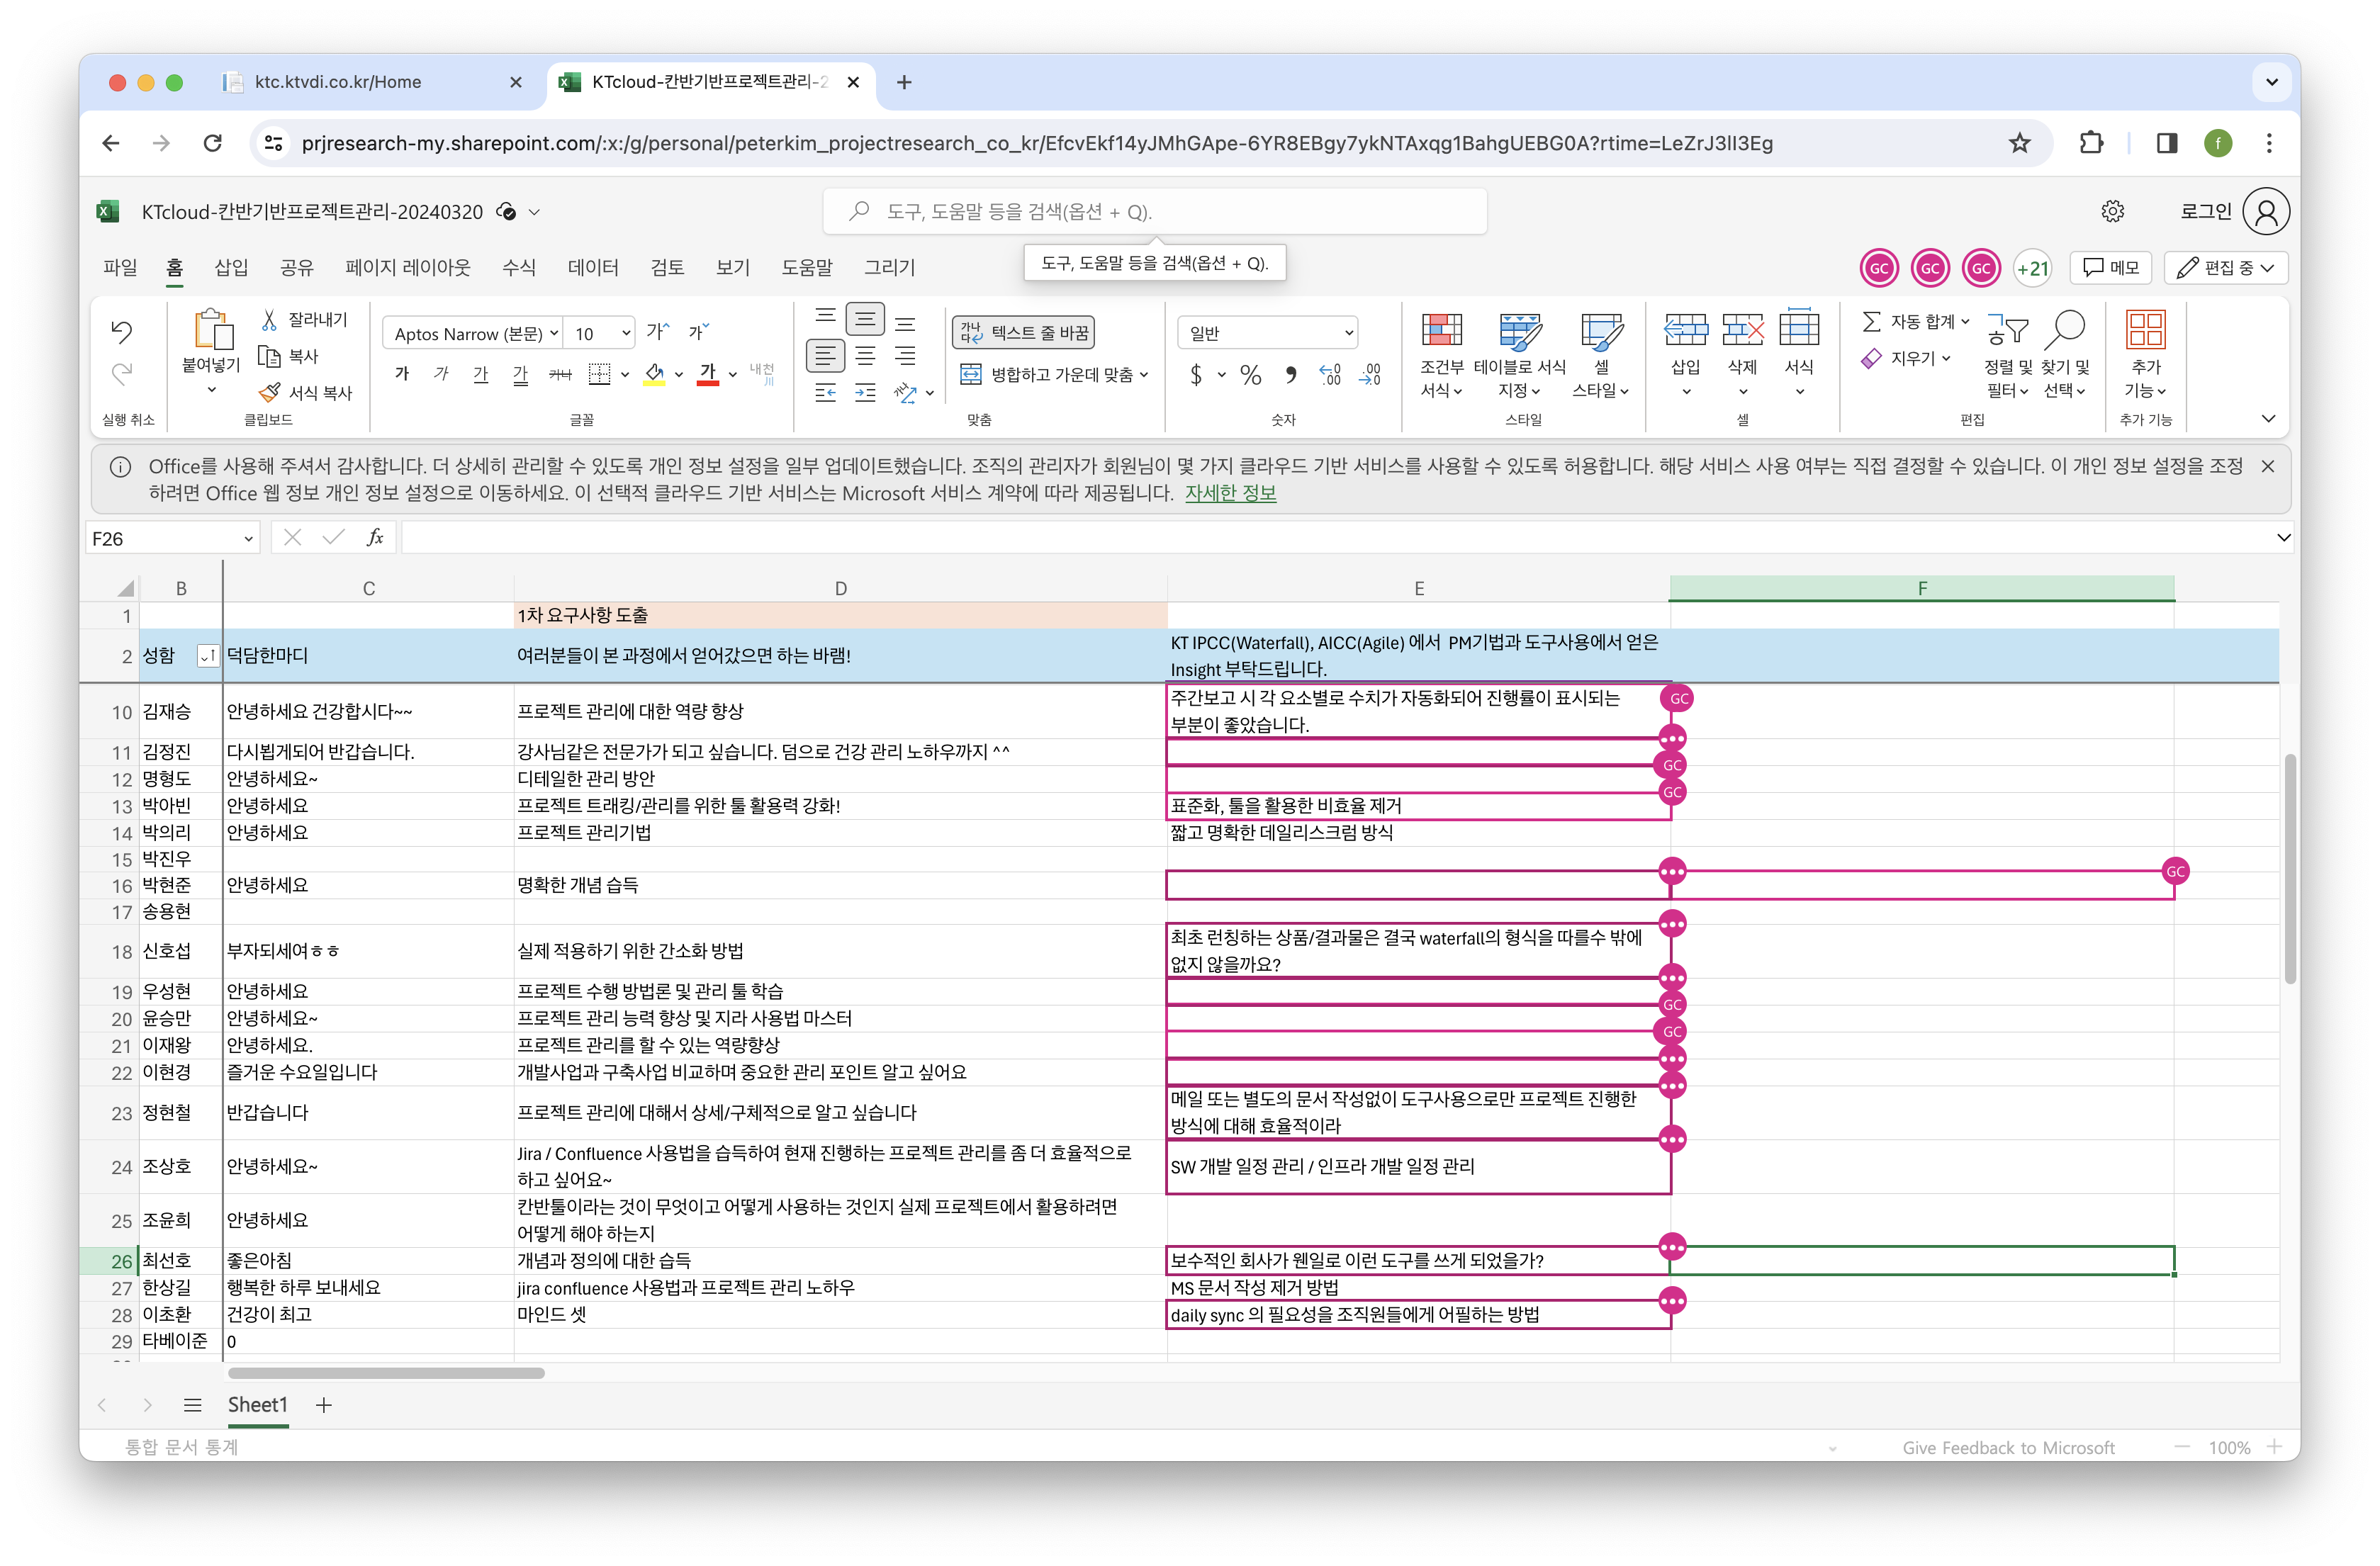 ktc.ktvdi.co.kr/Home
KTcloud-칸반기반프로젝트관리-2
prjresearch-my.sharepoint.com/:x:/g/personal/peterkim_projectresearch_co_kr/EfcvEkf14yJMhGApe-6YR8EBgy7ykNTAxqg1BahgUEBG0A?rtime=LeZrJ3lI3Eg
f
KTcloud-칸반기반프로젝트관리-20240320
도구, 도움말 등을 검색(옵션 + Q).
로그인
파일 홈 삽입 공유 페이지 레이아웃 수식 데이터 검토 보기 도움말 그리기
도구, 도움말 등을 검색(옵션 + Q).
GC GC GC +21 메모 편집 중
붙여넣기 잘라내기 복사 서식 복사
Aptos Narrow (본문) 10 가 가
가 가 가 가 가나 가 내천
가나다 텍스트 줄 바꿈
병합하고 가운데 맞춤
일반
$ % , .00 .00
조건부 서식 테이블로 서식 지정 셀 스타일
삽입 삭제 서식
자동 합계 지우기 정렬 및 필터 찾기 및 선택
추가 기능
실행 취소 클립보드 글꼴 맞춤 숫자 스타일 셀 편집 추가 기능
Office를 사용해 주셔서 감사합니다. 더 상세히 관리할 수 있도록 개인 정보 설정을 일부 업데이트했습니다. 조직의 관리자가 회원님이 몇 가지 클라우드 기반 서비스를 사용할 수 있도록 허용합니다. 해당 서비스 사용 여부는 직접 결정할 수 있습니다. 이 개인 정보 설정을 조정
하려면 Office 웹 정보 개인 정보 설정으로 이동하세요. 이 선택적 클라우드 기반 서비스는 Microsoft 서비스 계약에 따라 제공됩니다. 자세한 정보
F26 fx
B C D E F
1 1차 요구사항 도출
2 성함 덕담한마디 여러분들이 본 과정에서 얻어갔으면 하는 바램! KT IPCC(Waterfall), AICC(Agile) 에서 PM기법과 도구사용에서 얻은
Insight 부탁드립니다.
10 김재승 안녕하세요 건강합시다~~ 프로젝트 관리에 대한 역량 향상 주간보고 시 각 요소별로 수치가 자동화되어 진행률이 표시되는
부분이 좋았습니다. GC
11 김정진 다시뵙게되어 반갑습니다. 강사님같은 전문가가 되고 싶습니다. 덤으로 건강 관리 노하우까지 ^^
12 명형도 안녕하세요~ 디테일한 관리 방안 GC
13 박아빈 안녕하세요 프로젝트 트래킹/관리를 위한 툴 활용력 강화! 표준화, 툴을 활용한 비효율 제거 GC
14 박의리 안녕하세요 프로젝트 관리기법 짧고 명확한 데일리스크럼 방식
15 박진우
16 박현준 안녕하세요 명확한 개념 습득 GC
17 송용현
18 신호섭 부자되세여ㅎㅎ 실제 적용하기 위한 간소화 방법 최초 런칭하는 상품/결과물은 결국 waterfall의 형식을 따를수 밖에
없지 않을까요?
19 우성현 안녕하세요 프로젝트 수행 방법론 및 관리 툴 학습
20 윤승만 안녕하세요~ 프로젝트 관리 능력 향상 및 지라 사용법 마스터 GC
21 이재왕 안녕하세요. 프로젝트 관리를 할 수 있는 역량향상 GC
22 이현경 즐거운 수요일입니다 개발사업과 구축사업 비교하며 중요한 관리 포인트 알고 싶어요
23 정현철 반갑습니다 프로젝트 관리에 대해서 상세/구체적으로 알고 싶습니다 메일 또는 별도의 문서 작성없이 도구사용으로만 프로젝트 진행한
방식에 대해 효율적이라
24 조상호 안녕하세요~ Jira / Confluence 사용법을 습득하여 현재 진행하는 프로젝트 관리를 좀 더 효율적으로
하고 싶어요~ SW 개발 일정 관리 / 인프라 개발 일정 관리
25 조윤희 안녕하세요 칸반툴이라는 것이 무엇이고 어떻게 사용하는 것인지 실제 프로젝트에서 활용하려면
어떻게 해야 하는지
26 최선호 좋은아침 개념과 정의에 대한 습득 보수적인 회사가 웬일로 이런 도구를 쓰게 되었을가?
27 한상길 행복한 하루 보내세요 jira confluence 사용법과 프로젝트 관리 노하우 MS 문서 작성 제거 방법
28 이초환 건강이 최고 마인드 셋 daily sync 의 필요성을 조직원들에게 어필하는 방법
29 타베이준 0
Sheet1
통합 문서 통계 Give Feedback to Microsoft 100%